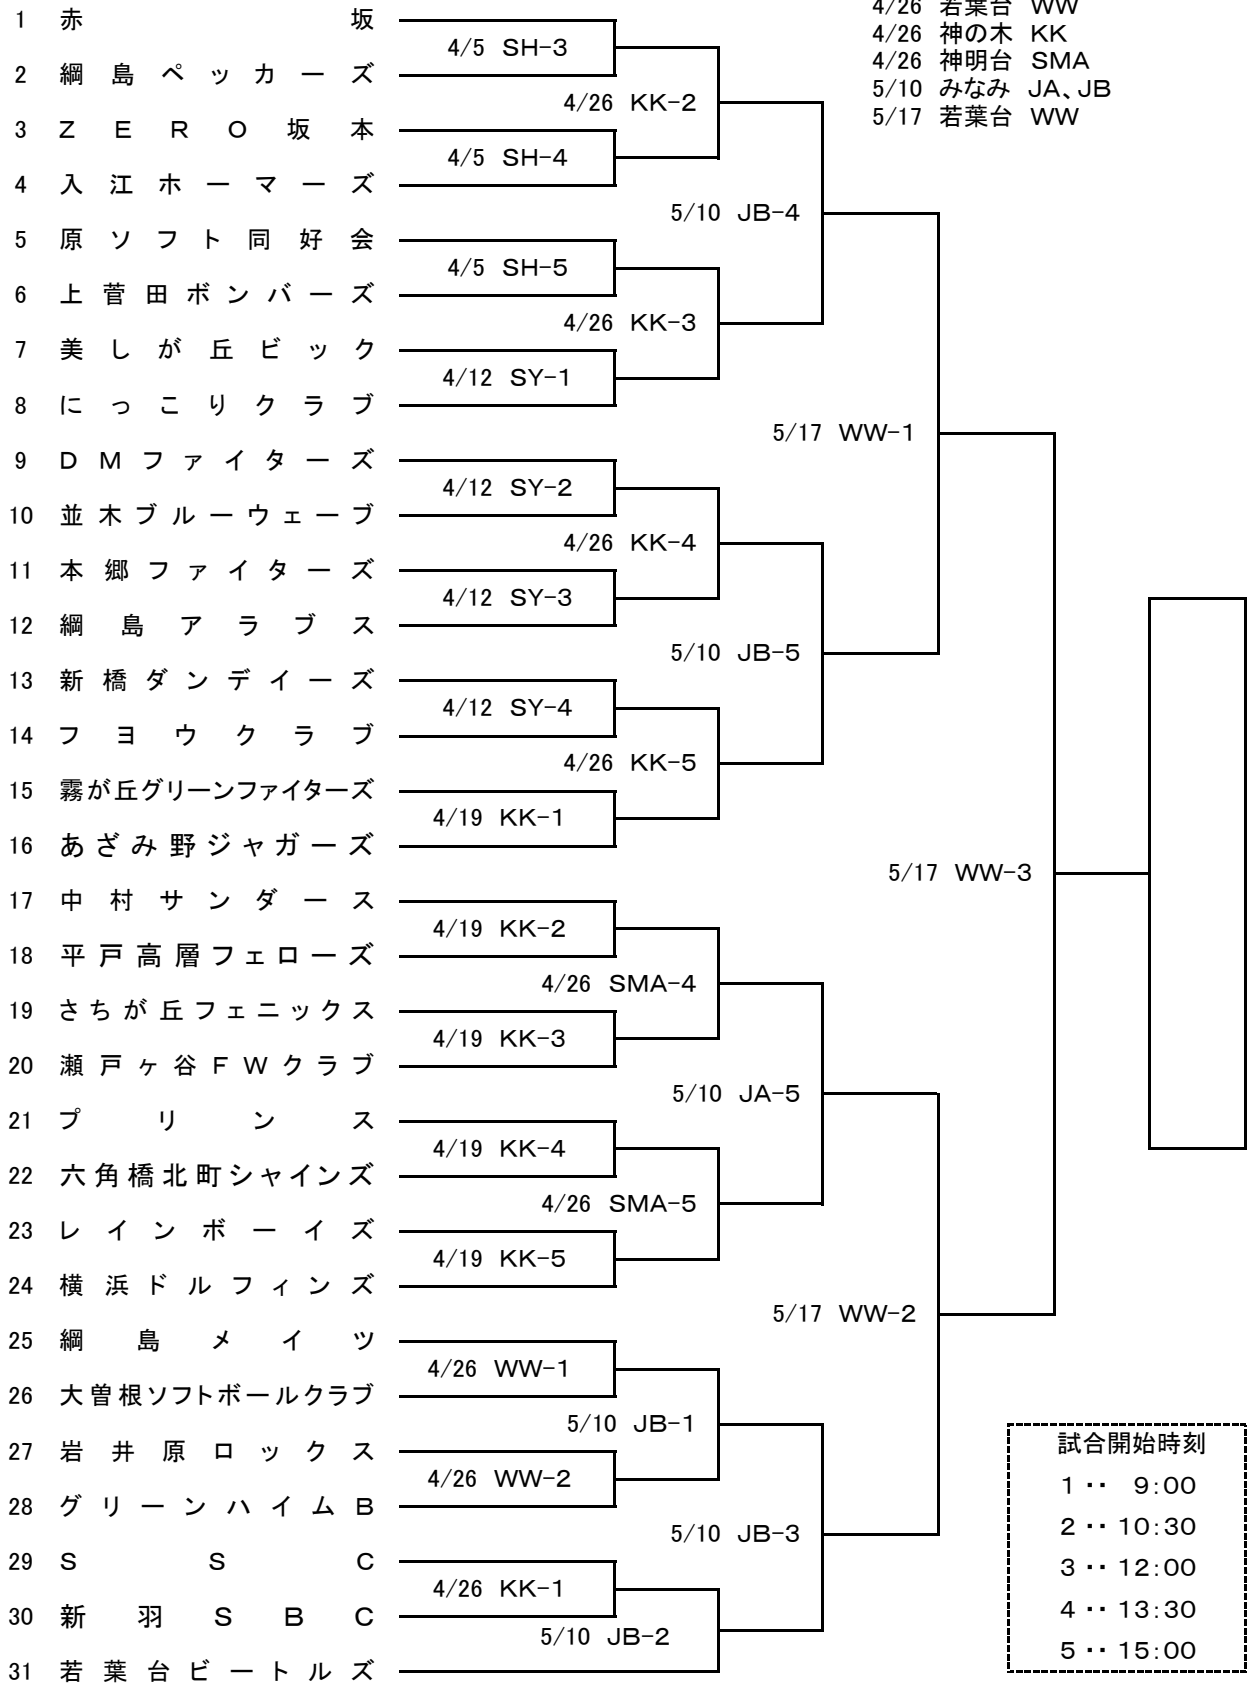 4/26 若葉台 WW
4/26 神の木 KK
4/26 神明台 SMA
5/10 みなみ JA、JB
5/17 若葉台 WW
1 赤坂
4/5 SH-3
2 綱島ペッカーズ
4/26 KK-2
3 ZERO坂本
4/5 SH-4
4 入江ホーマーズ
5/10 JB-4
5 原ソフト同好会
4/5 SH-5
6 上菅田ボンバーズ
4/26 KK-3
7 美しが丘ビック
4/12 SY-1
8 にっこりクラブ
5/17 WW-1
9 DMファイターズ
4/12 SY-2
10 並木ブルーウェーブ
4/26 KK-4
11 本郷ファイターズ
4/12 SY-3
12 綱島アラブス
5/10 JB-5
13 新橋ダンデイーズ
4/12 SY-4
14 フヨウクラブ
4/26 KK-5
15 霧が丘グリーンファイターズ
4/19 KK-1
16 あざみ野ジャガーズ
5/17 WW-3
17 中村サンダース
4/19 KK-2
18 平戸高層フェローズ
4/26 SMA-4
19 さちが丘フェニックス
4/19 KK-3
20 瀬戸ヶ谷FWクラブ
5/10 JA-5
21 プリンス
4/19 KK-4
22 六角橋北町シャインズ
4/26 SMA-5
23 レインボーイズ
4/19 KK-5
24 横浜ドルフィンズ
5/17 WW-2
25 綱島メイツ
4/26 WW-1
26 大曽根ソフトボールクラブ
5/10 JB-1
27 岩井原ロックス
4/26 WW-2
28 グリーンハイムB
5/10 JB-3
29 SSC
4/26 KK-1
30 新羽SBC
5/10 JB-2
31 若葉台ビートルズ
試合開始時刻
1 ･･ 9:00
2 ･･ 10:30
3 ･･ 12:00
4 ･･ 13:30
5 ･･ 15:00